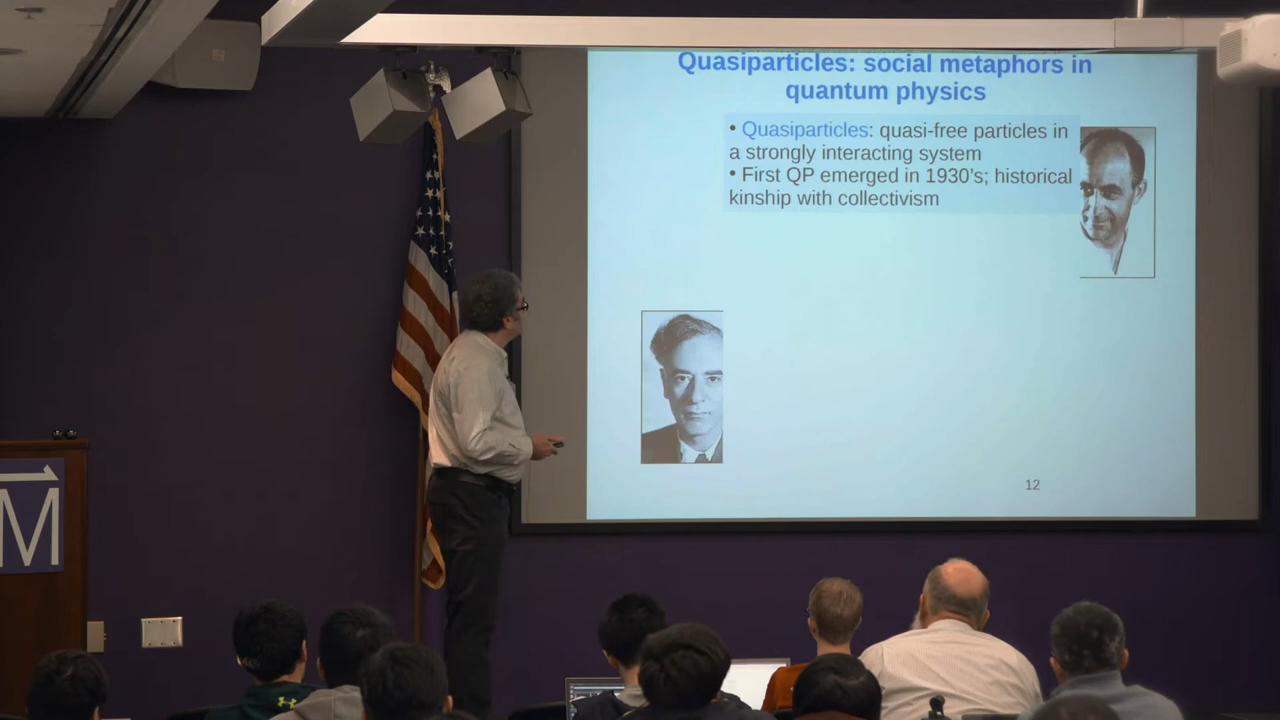 Quasiparticles: social metaphors in
quantum physics
• Quasiparticles: quasi-free particles in
a strongly interacting system
• First QP emerged in 1930's; historical
kinship with collectivism
12
M